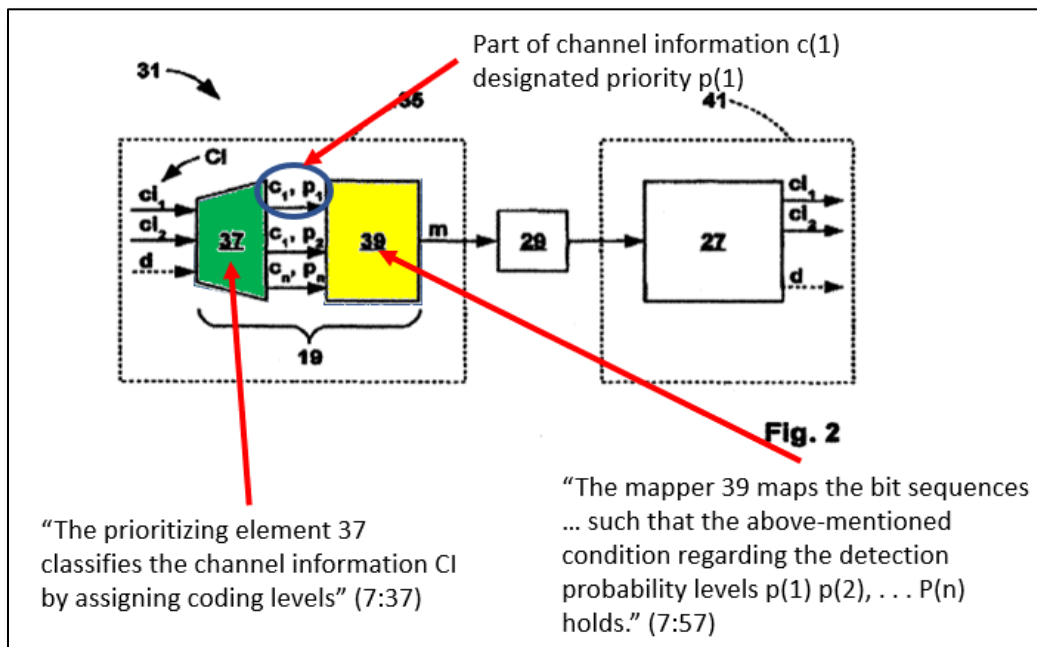 Part of channel information c(1)
designated priority p(1)
31
35
41
CI
ci₁
ci₂
d
37
c₁, p₁
c₁, p₂
cₙ, pₙ
39
m
29
27
ci₁
ci₂
d
19
Fig. 2
“The prioritizing element 37
classifies the channel information CI
by assigning coding levels” (7:37)
“The mapper 39 maps the bit sequences
… such that the above-mentioned
condition regarding the detection
probability levels p(1) p(2), . . . P(n)
holds.” (7:57)